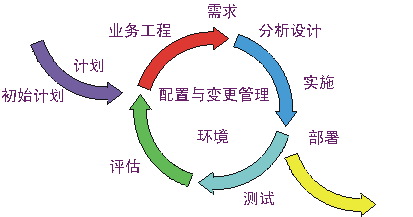 需求
业务工程
分析设计
计划
初始计划
配置与变更管理
实施
环境
部署
评估
测试